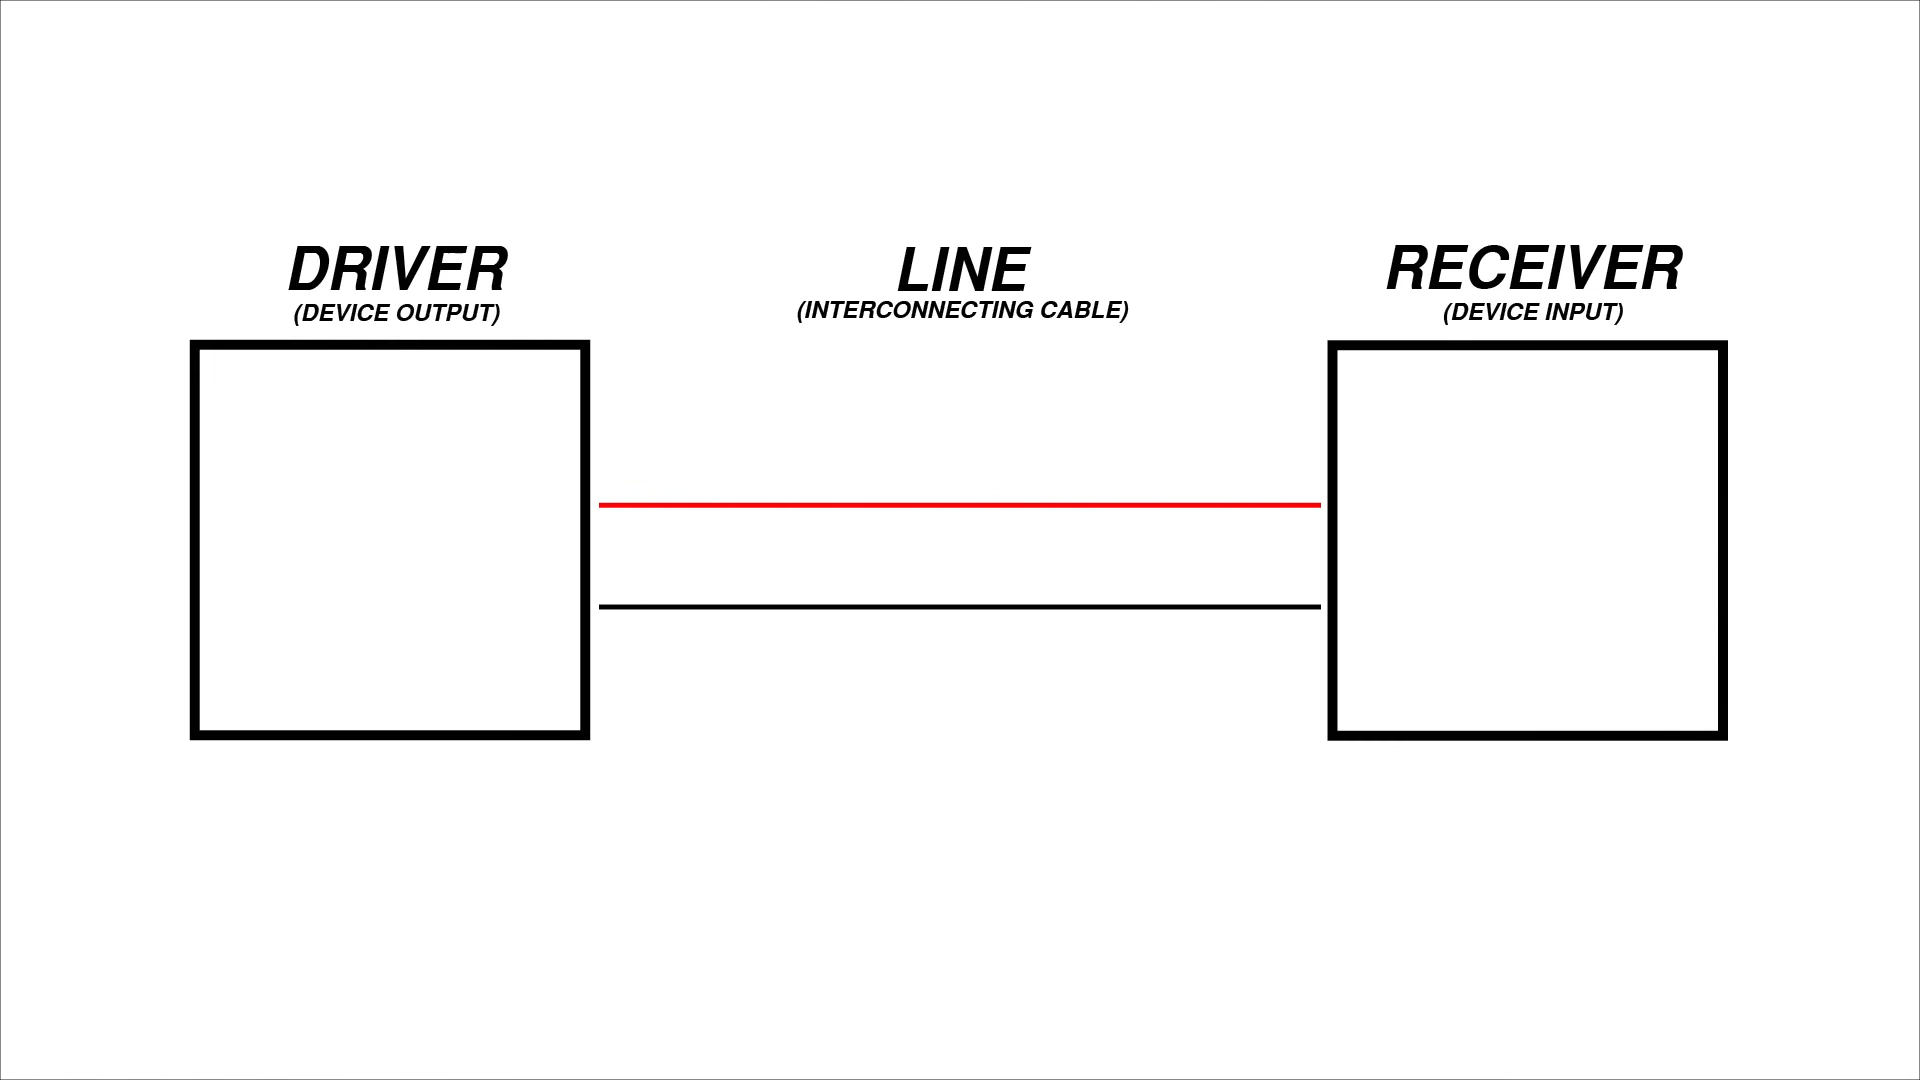 DRIVER
(DEVICE OUTPUT)
LINE
(INTERCONNECTING CABLE)
RECEIVER
(DEVICE INPUT)